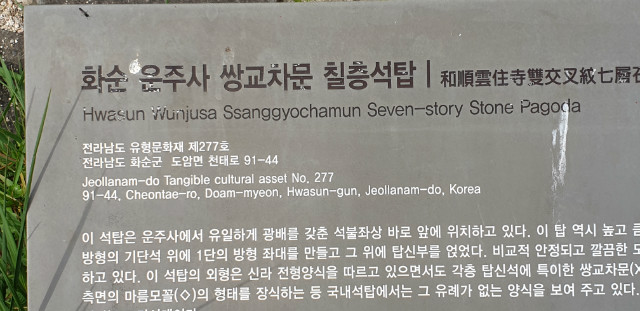 화순 운주사 쌍교차문 칠층석탑 | 和順雲住寺雙交叉紋七層石
Hwasun Wunjusa Ssanggyochamun Seven-story Stone Pagoda
전라남도 유형문화재 제277호
전라남도 화순군 도암면 천태로 91-44
Jeollanam-do Tangible cultural asset No. 277
91-44, Cheontae-ro, Doam-myeon, Hwasun-gun, Jeollanam-do, Korea
이 석탑은 운주사에서 유일하게 광배를 갖춘 석불좌상 바로 앞에 위치하고 있다. 이 탑 역시 높고 큰
방형의 기단석 위에 1단의 방형 좌대를 만들고 그 위에 탑신부를 얹었다. 비교적 안정되고 깔끔한
하고 있다. 이 석탑의 외형은 신라 전형양식을 따르고 있으면서도 각층 탑신석에 특이한 쌍교차문(
측면의 마름모꼴(◇)의 형태를 장식하는 등 국내석탑에서는 그 유례가 없는 양식을 보여 주고 있다.